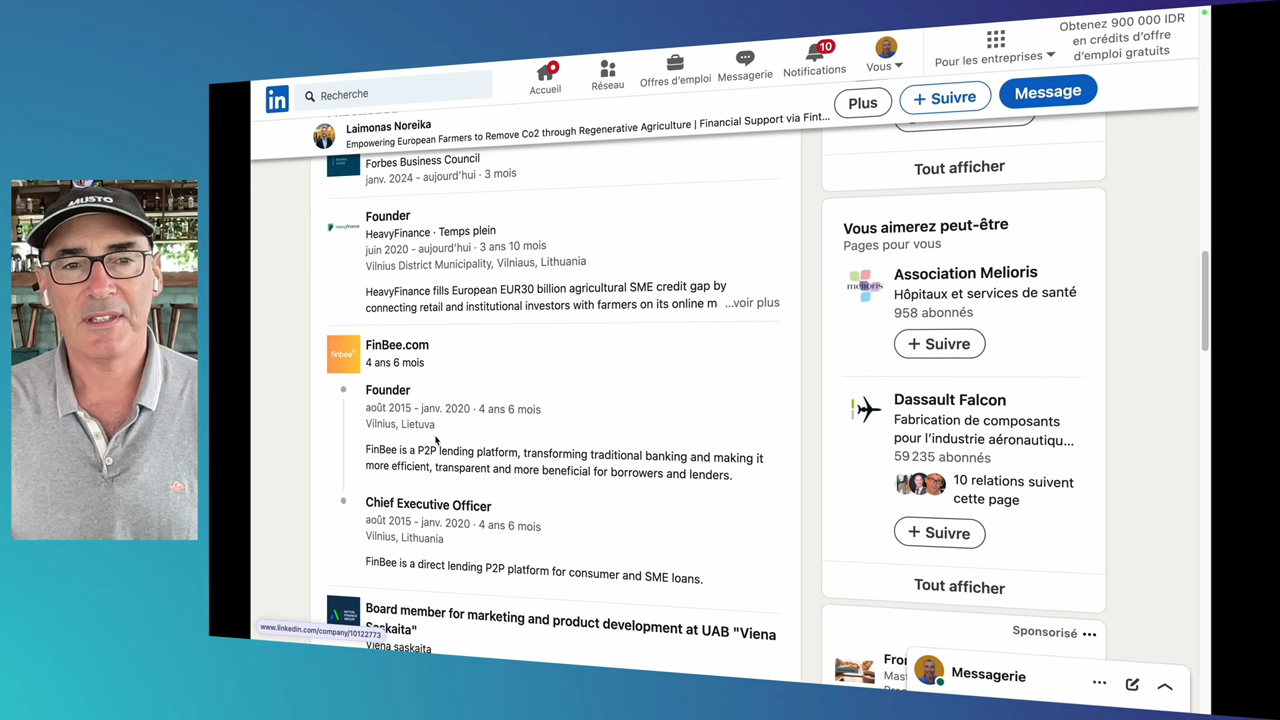 MUSTO
in
Recherche
Accueil
Réseau
Offres d'emploi
Messagerie
10
Notifications
Vous
Pour les entreprises
Obtenez 900 000 IDR
en crédits d'offre
d'emploi gratuits
Laimonas Noreika
Empowering European Farmers to Remove Co2 through Regenerative Agriculture | Financial Support via Fint...
Plus
+ Suivre
Message
Forbes Business Council
janv. 2024 - aujourd'hui · 3 mois
Founder
HeavyFinance · Temps plein
juin 2020 - aujourd'hui · 3 ans 10 mois
Vilnius District Municipality, Vilniaus, Lithuania
HeavyFinance fills European EUR30 billion agricultural SME credit gap by
connecting retail and institutional investors with farmers on its online m ...voir plus
finbee
FinBee.com
4 ans 6 mois
Founder
août 2015 - janv. 2020 · 4 ans 6 mois
Vilnius, Lietuva
FinBee is a P2P lending platform, transforming traditional banking and making it
more efficient, transparent and more beneficial for borrowers and lenders.
Chief Executive Officer
août 2015 - janv. 2020 · 4 ans 6 mois
Vilnius, Lithuania
FinBee is a direct lending P2P platform for consumer and SME loans.
Board member for marketing and product development at UAB "Viena
Saskaita"
Viena saskaita
www.linkedin.com/company/10122773
Tout afficher
Vous aimerez peut-être
Pages pour vous
melioris
Association Melioris
Hôpitaux et services de santé
958 abonnés
+ Suivre
Dassault Falcon
Fabrication de composants
pour l'industrie aéronautiqu...
59 235 abonnés
10 relations suivent
cette page
+ Suivre
Tout afficher
Sponsorisé
Messagerie